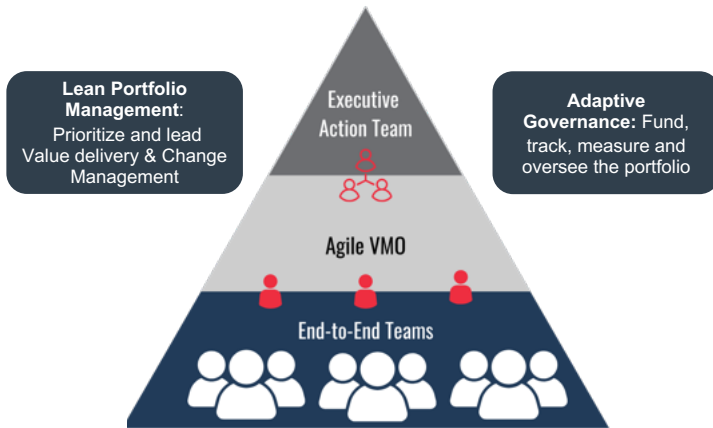 Lean Portfolio
Management:
Prioritize and lead
Value delivery & Change
Management
Executive
Action Team
Adaptive
Governance: Fund,
track, measure and
oversee the portfolio
Agile VMO
End-to-End Teams